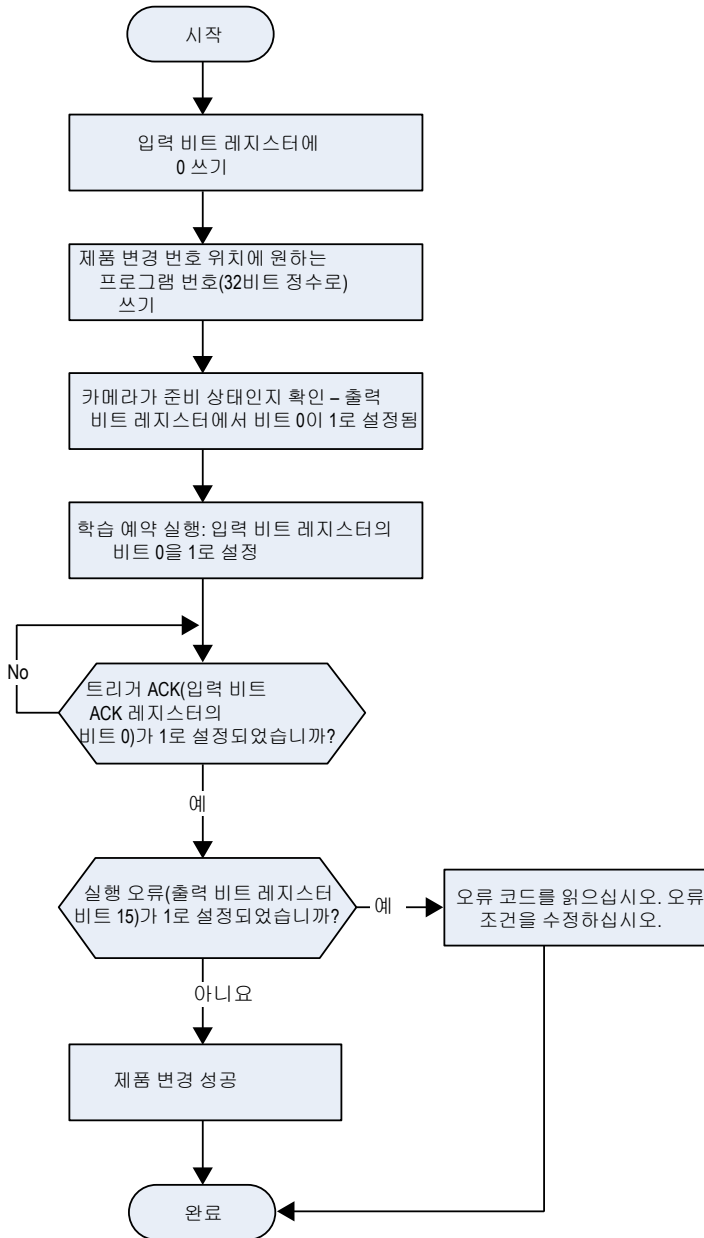 시작
입력 비트 레지스터에
0 쓰기
제품 변경 번호 위치에 원하는
프로그램 번호(32비트 정수로)
쓰기
카메라가 준비 상태인지 확인 – 출력
비트 레지스터에서 비트 0이 1로 설정됨
학습 예약 실행: 입력 비트 레지스터의
비트 0을 1로 설정
No
트리거 ACK(입력 비트
ACK 레지스터의
비트 0)가 1로 설정되었습니까?
예
실행 오류(출력 비트 레지스터
비트 15)가 1로 설정되었습니까?
예
오류 코드를 읽으십시오. 오류
조건을 수정하십시오.
아니요
제품 변경 성공
완료